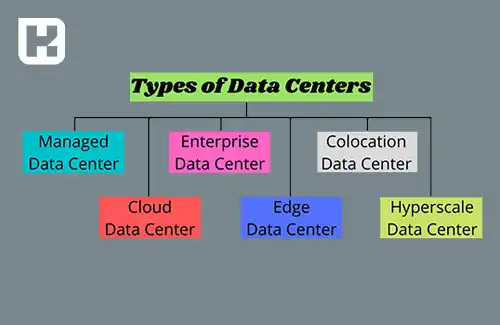 Types of Data Centers
Managed
Data Center
Enterprise
Data Center
Colocation
Data Center
Cloud
Data Center
Edge
Data Center
Hyperscale
Data Center